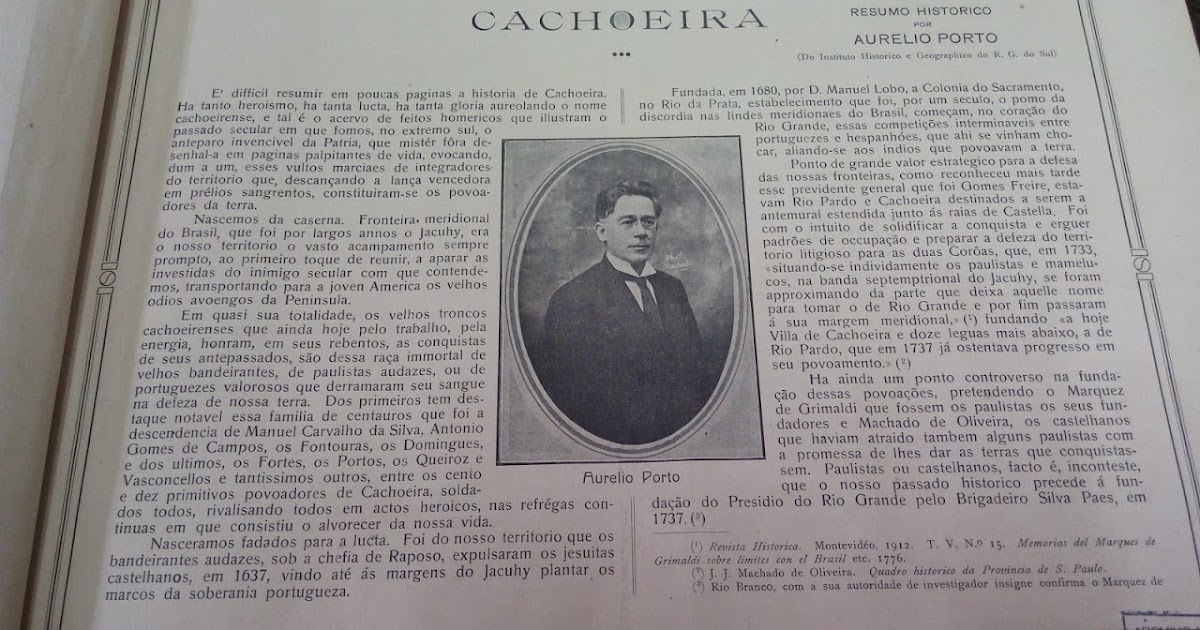 CACHOEIRA
RESUMO HISTORICO
POR
AURELIO PORTO
(Do Instituto Historico e Geographico do R. G. do Sul)
E' difficil resumir em poucas paginas a historia de Cachoeira.
Ha tanto heroismo, ha tanta lucta, ha tanta gloria aureolando o nome
cachoeirense, e tal é o acervo de feitos homericos que illustram o
passado secular em que fomos, no extremo sul, o
anteparo invencivel da Patria, que mistér fôra de-
senhal-a em paginas palpitantes de vida, evocando,
dum a um, esses vultos marciaes de integradores
do territorio que, descançando a lança vencedora
em prélios sangrentos, constituiram-se os povoa-
dores da terra.
Nascemos da caserna. Fronteira meridional
do Brasil, que foi por largos annos o Jacuhy, era
o nosso territorio o vasto acampamento sempre
prompto, ao primeiro toque de reunir, a aparar as
investidas do inimigo secular com que contende-
mos, transportando para a joven America os velhos
odios avoengos da Peninsula.
Em quasi sua totalidade, os velhos troncos
cachoeirenses que ainda hoje pelo trabalho, pela
energia, honram, em seus rebentos, as conquistas
de seus antepassados, são dessa raça immortal de
velhos bandeirantes, de paulistas audazes, ou de
portuguezes valorosos que derramaram seu sangue
na defeza de nossa terra. Dos primeiros tem des-
taque notavel essa familia de centauros que foi a
descendencia de Manuel Carvalho da Silva, Antonio
Gomes de Campos, os Fontouras, os Domingues,
e dos ultimos, os Fortes, os Portos, os Queiroz e
Vasconcellos e tantissimos outros, entre os cento
e dez primitivos povoadores de Cachoeira, solda-
dos todos, rivalisando todos em actos heroicos, nas refrégas con-
tinuas em que consistiu o alvorecer da nossa vida.
Nasceramos fadados para a lucta. Foi do nosso territorio que os
bandeirantes audazes, sob a chefia de Raposo, expulsaram os jesuitas
castelhanos, em 1637, vindo até ás margens do Jacuhy plantar os
marcos da soberania portugueza.
Fundada, em 1680, por D. Manuel Lobo, a Colonia do Sacramento,
no Rio da Prata, estabelecimento que foi, por um seculo, o pomo da
discordia nas lindes meridionaes do Brasil, começam, no coração do
Rio Grande, essas competições interminaveis entre
portuguezes e hespanhóes, que ahi se vinham cho-
car, aliando-se aos indios que povoavam a terra.
Ponto de grande valor estrategico para a defesa
das nossas fronteiras, como reconheceu mais tarde
esse previdente general que foi Gomes Freire, esta-
vam Rio Pardo e Cachoeira destinados a serem a
antemural estendida junto ás raias de Castella. Foi
com o intuito de solidificar a conquista e erguer
padrões de occupação e preparar a defeza do terri-
torio litigioso para as duas Corôas, que, em 1733,
«situando-se individamente os paulistas e mamelu-
cos, na banda septemptrional do Jacuhy, se foram
approximando da parte que deixa aquelle nome
para tomar o de Rio Grande e por fim passaram
á sua margem meridional,» (¹) fundando «a hoje
Villa de Cachoeira e doze leguas mais abaixo, a de
Rio Pardo, que em 1737 já ostentava progresso em
seu povoamento.» (²)
Ha ainda um ponto controverso na funda-
ção dessas povoações, pretendendo o Marquez
de Grimaldi que fossem os paulistas os seus fun-
dadores e Machado de Oliveira, os castelhanos
que haviam atraido tambem alguns paulistas com
a promessa de lhes dar as terras que conquistas-
sem. Paulistas ou castelhanos, facto é, inconteste,
que o nosso passado historico precede á fun-
dação do Presidio do Rio Grande pelo Brigadeiro Silva Paes, em
1737. (³)
Photo
Aurelio Porto
(¹) Revista Historica. Montevidéo, 1912. T. V. N.º 15. Memorias del Marques de
Grimaldi sobre limites con el Brasil etc. 1776.
(²) J. J. Machado de Oliveira. Quadro historico da Provincia de S. Paulo.
(³) Rio Branco, com a sua autoridade de investigador insigne confirma o Marquez de